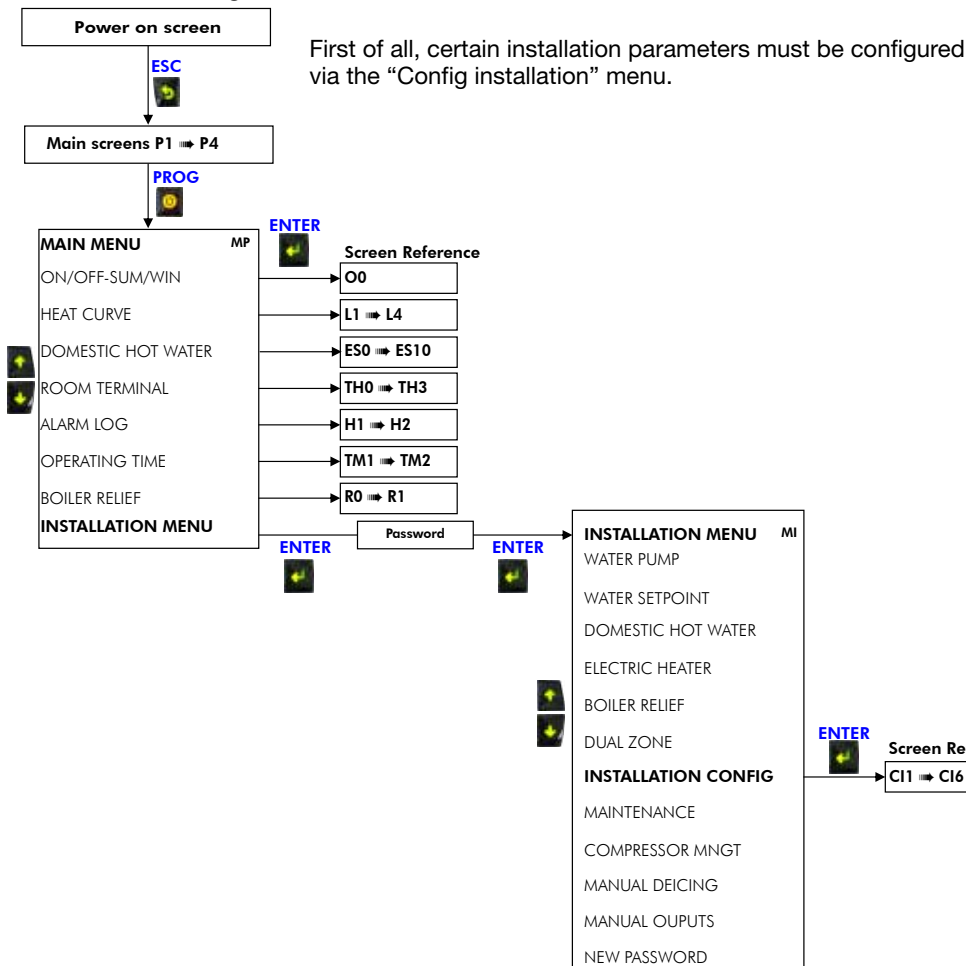 Power on screen
First of all, certain installation parameters must be configured
via the “Config installation” menu.
ESC
Main screens P1 ➠ P4
PROG
MAIN MENU MP
ENTER
Screen Reference
ON/OFF-SUM/WIN
O0
HEAT CURVE
L1 ➠ L4
DOMESTIC HOT WATER
ES0 ➠ ES10
ROOM TERMINAL
TH0 ➠ TH3
ALARM LOG
H1 ➠ H2
OPERATING TIME
TM1 ➠ TM2
BOILER RELIEF
R0 ➠ R1
INSTALLATION MENU
ENTER
Password
ENTER
INSTALLATION MENU MI
WATER PUMP
WATER SETPOINT
DOMESTIC HOT WATER
ELECTRIC HEATER
BOILER RELIEF
DUAL ZONE
ENTER
Screen Re
INSTALLATION CONFIG
CI1 ➠ CI6
MAINTENANCE
COMPRESSOR MNGT
MANUAL DEICING
MANUAL OUPUTS
NEW PASSWORD